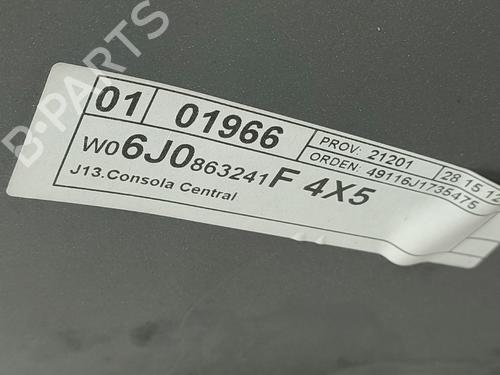 B-PARTS
01 01966 PROV: 21201 28 15 12
ORDEN: 49116J1735475
W06J0863241F 4X5
J13.Consola Central